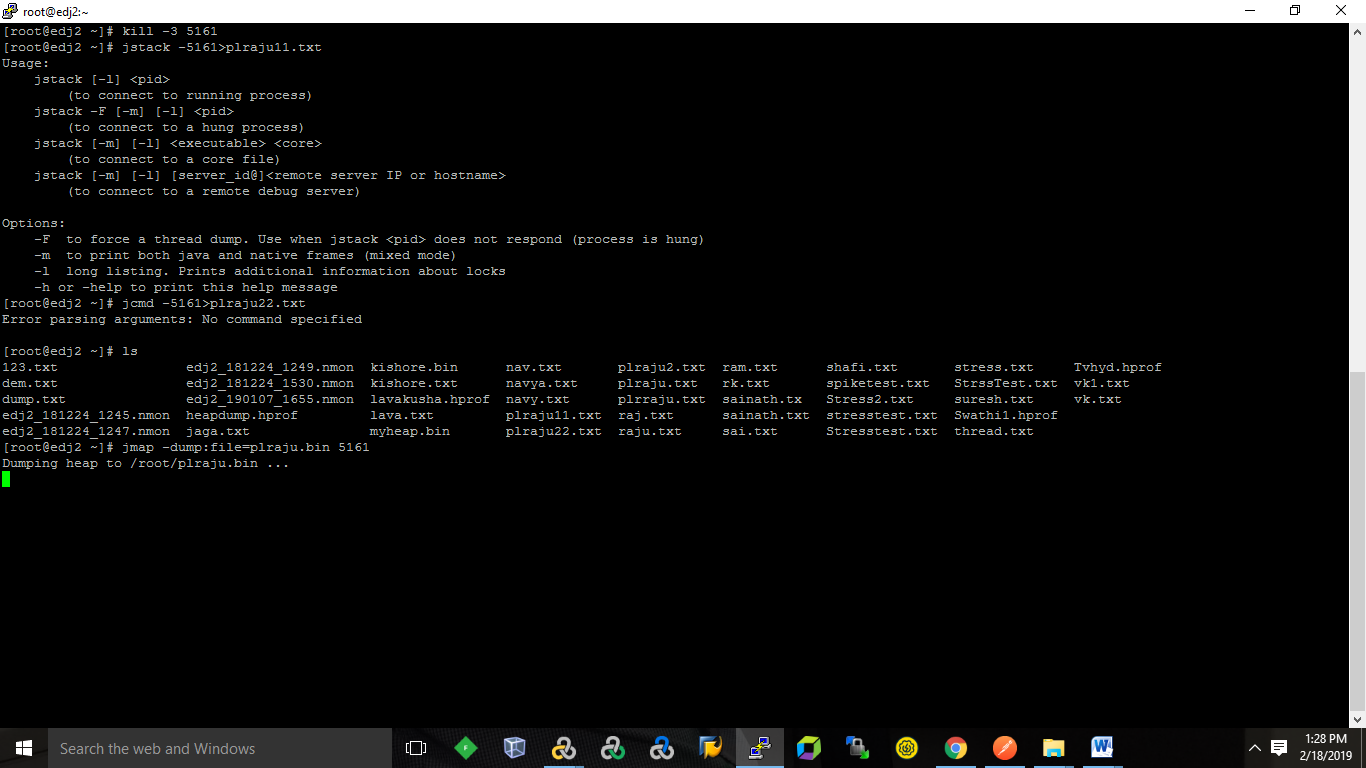 root@edj2:~
[root@edj2 ~]# kill -3 5161
[root@edj2 ~]# jstack -5161>plraju11.txt
Usage:
    jstack [-l] <pid>
        (to connect to running process)
    jstack -F [-m] [-l] <pid>
        (to connect to a hung process)
    jstack [-m] [-l] <executable> <core>
        (to connect to a core file)
    jstack [-m] [-l] [server_id@]<remote server IP or hostname>
        (to connect to a remote debug server)

Options:
    -F  to force a thread dump. Use when jstack <pid> does not respond (process is hung)
    -m  to print both java and native frames (mixed mode)
    -l  long listing. Prints additional information about locks
    -h or -help to print this help message
[root@edj2 ~]# jcmd -5161>plraju22.txt
Error parsing arguments: No command specified

[root@edj2 ~]# ls
123.txt                edj2_181224_1249.nmon  kishore.bin      nav.txt       plraju2.txt  ram.txt      shafi.txt       stress.txt     Tvhyd.hprof
dem.txt                edj2_181224_1530.nmon  kishore.txt      navya.txt     plraju.txt   rk.txt       spiketest.txt   StrssTest.txt  vk1.txt
dump.txt               edj2_190107_1655.nmon  lavakusha.hprof  navy.txt      plrraju.txt  sainath.tx   Stress2.txt     suresh.txt     vk.txt
edj2_181224_1245.nmon  heapdump.hprof         lava.txt         plraju11.txt  raj.txt      sainath.txt  stresstest.txt  Swathi1.hprof
edj2_181224_1247.nmon  jaga.txt               myheap.bin       plraju22.txt  raju.txt     sai.txt      Stresstest.txt  thread.txt
[root@edj2 ~]# jmap -dump:file=plraju.bin 5161
Dumping heap to /root/plraju.bin ...
Search the web and Windows
1:28 PM
2/18/2019